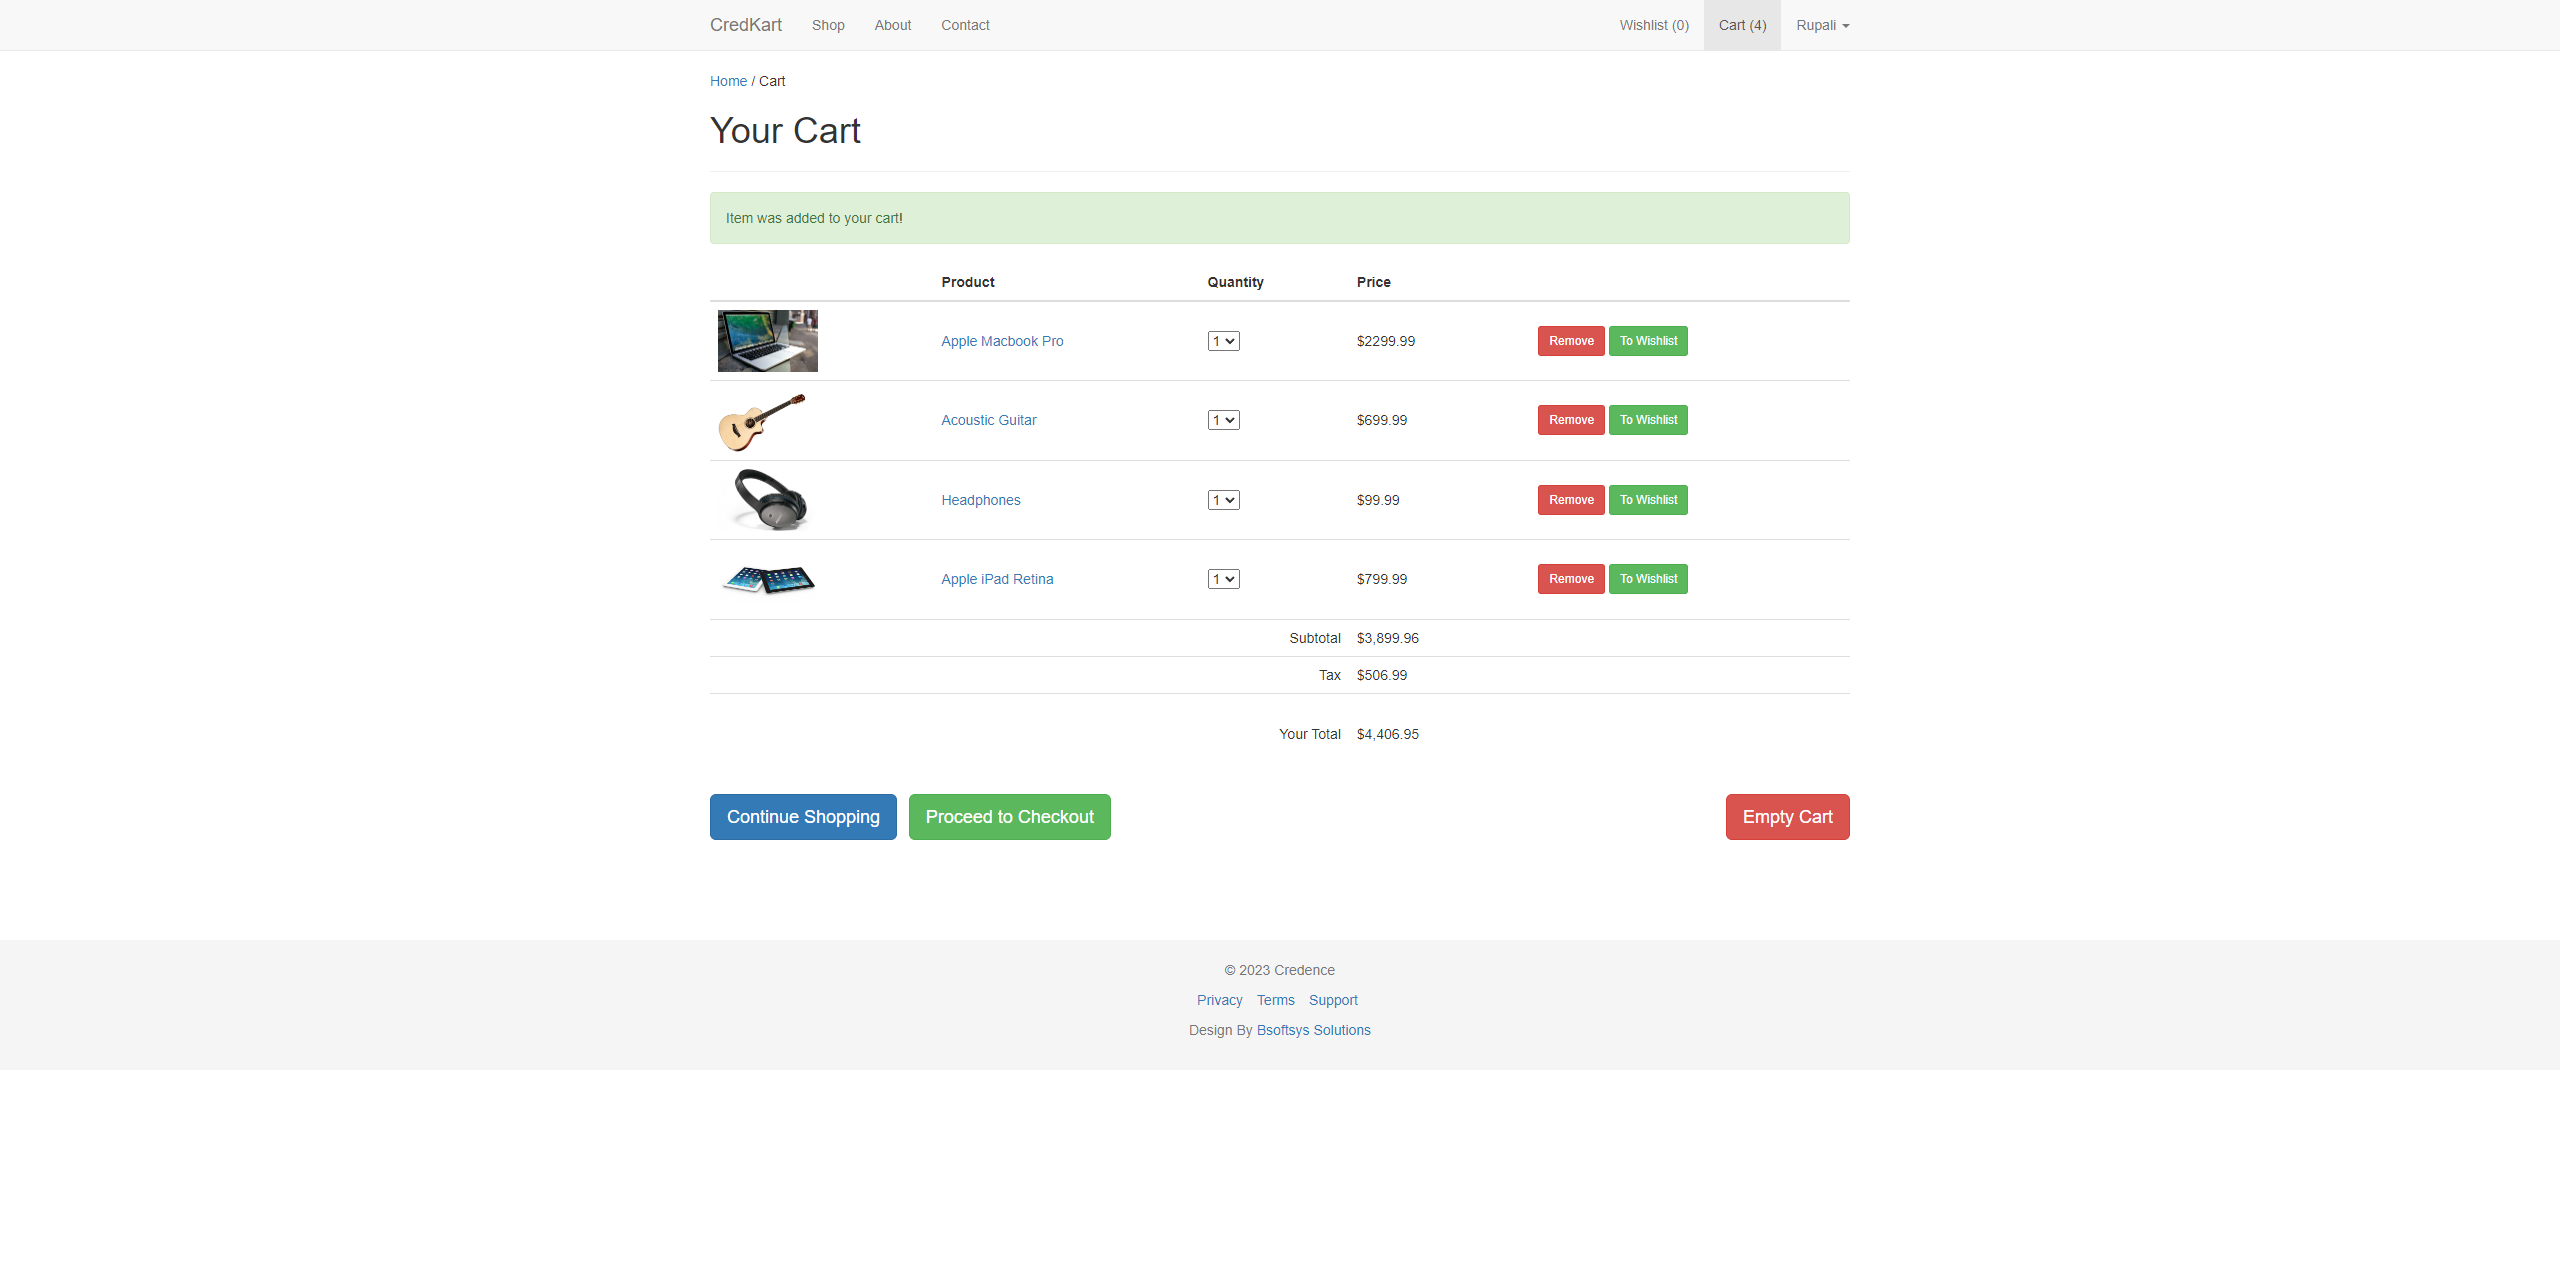 CredKart Shop About Contact Wishlist (0) Cart (4) Rupali
Home / Cart
Your Cart
Item was added to your cart!
Product Quantity Price
Apple Macbook Pro 1 $2299.99 Remove To Wishlist
Acoustic Guitar 1 $699.99 Remove To Wishlist
Headphones 1 $99.99 Remove To Wishlist
Apple iPad Retina 1 $799.99 Remove To Wishlist
Subtotal $3,899.96
Tax $506.99
Your Total $4,406.95
Continue Shopping Proceed to Checkout Empty Cart
© 2023 Credence
Privacy Terms Support
Design By Bsoftsys Solutions